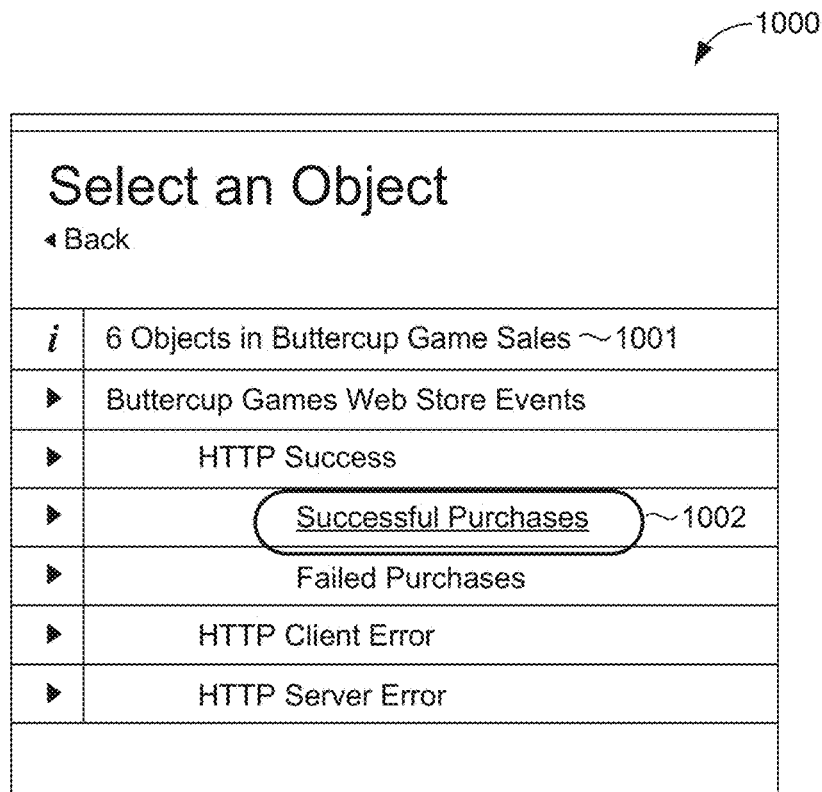 1000
Select an Object
Back
i 6 Objects in Buttercup Game Sales 1001
Buttercup Games Web Store Events
HTTP Success
Successful Purchases 1002
Failed Purchases
HTTP Client Error
HTTP Server Error